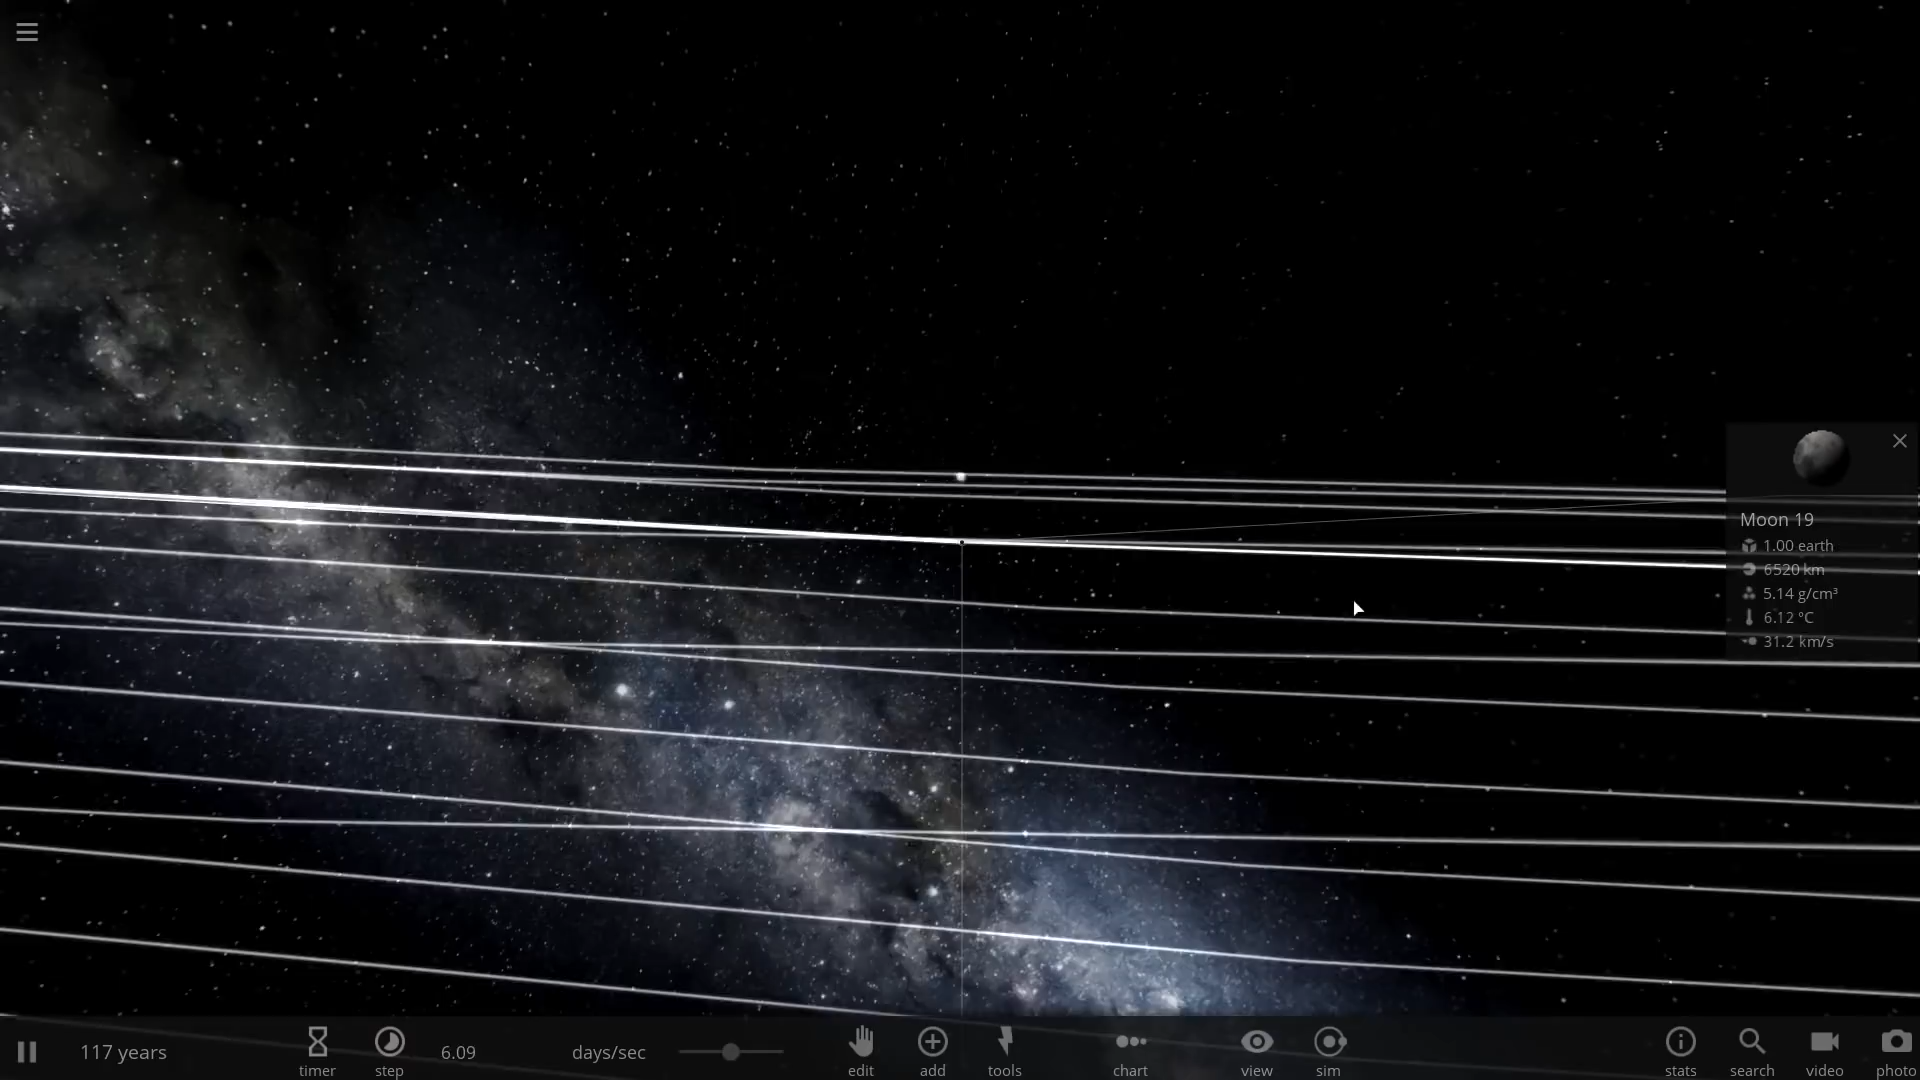 Moon 19
1.00 earth
6520 km
5.14 g/cm³
6.12 °C
31.2 km/s
117 years
timer
step
6.09
days/sec
edit
add
tools
chart
view
sim
stats
search
video
photo